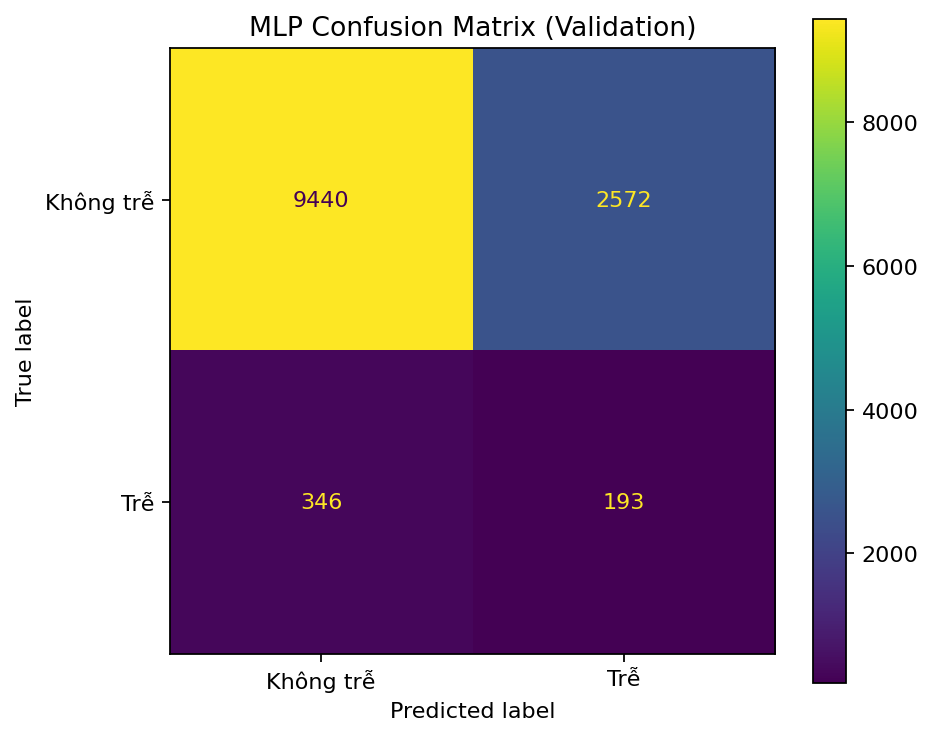 MLP Confusion Matrix (Validation)
True label
Không trễ
Trễ
9440
2572
346
193
Không trễ
Trễ
Predicted label
8000
6000
4000
2000